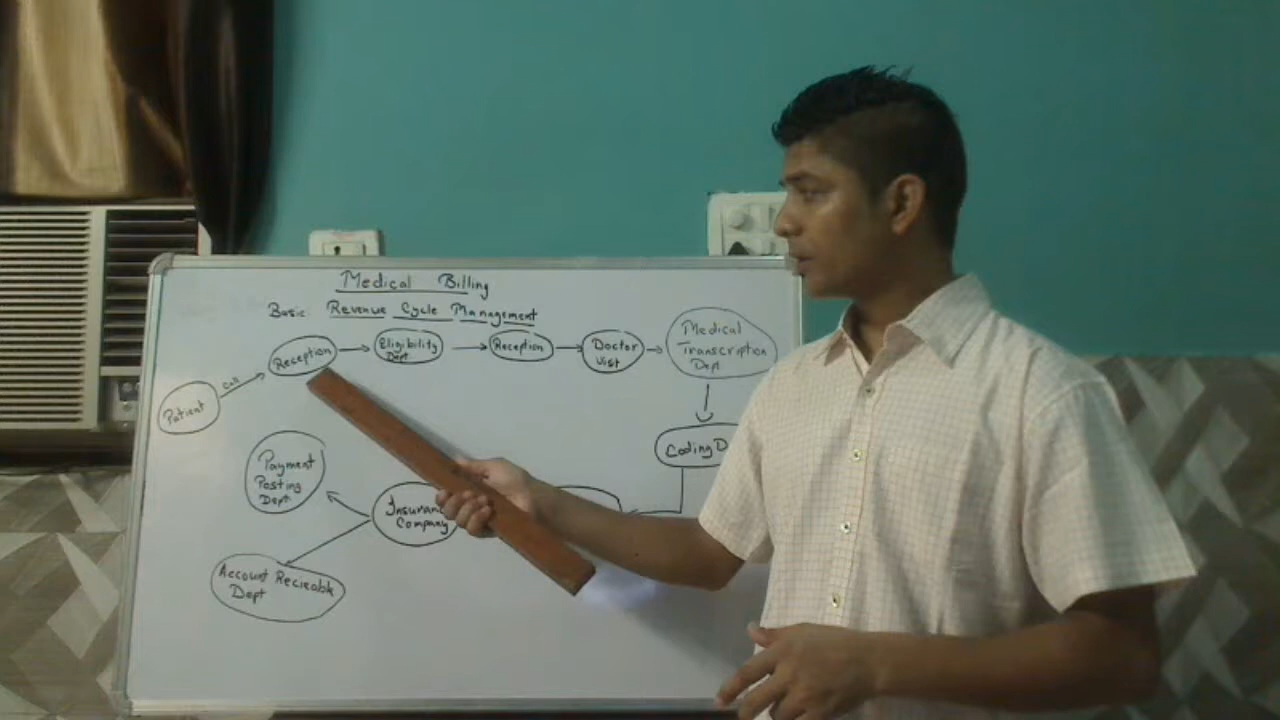 Medical Billing
Basic Revenue Cycle Management
Patient
Call
Reception
Eligibility
Dept.
Reception
Doctor
Visit
Medical
Transcription
Dept
Coding D
Insuran
Company
Payment
Posting
Dept.
Account Recieable
Dept